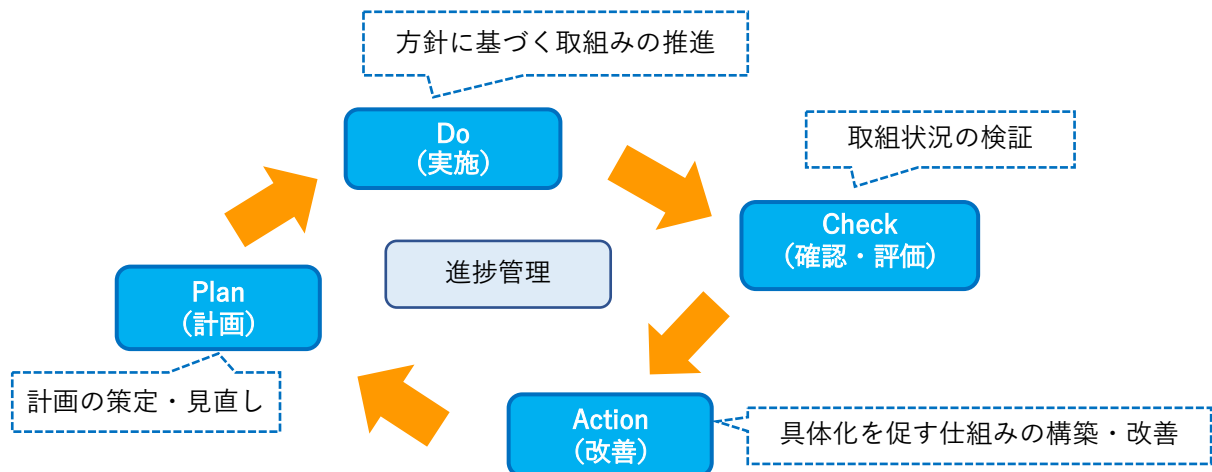 方針に基づく取組みの推進
Do
（実施）
取組状況の検証
Check
（確認・評価）
進捗管理
Plan
（計画）
計画の策定・見直し
Action
（改善）
具体化を促す仕組みの構築・改善